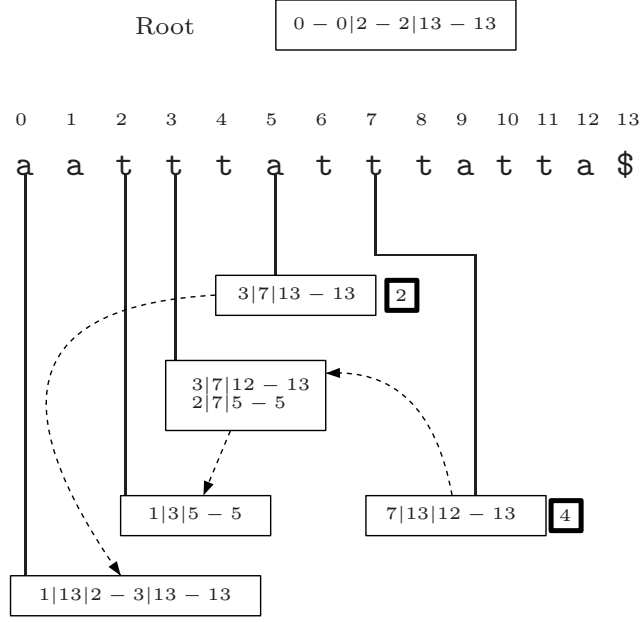 Root
0 − 0|2 − 2|13 − 13
0 1 2 3 4 5 6 7 8 9 10 11 12 13
a a t t t a t t t a t t a $
3|7|13 − 13
2
3|7|12 − 13
2|7|5 − 5
1|3|5 − 5
7|13|12 − 13
4
1|13|2 − 3|13 − 13